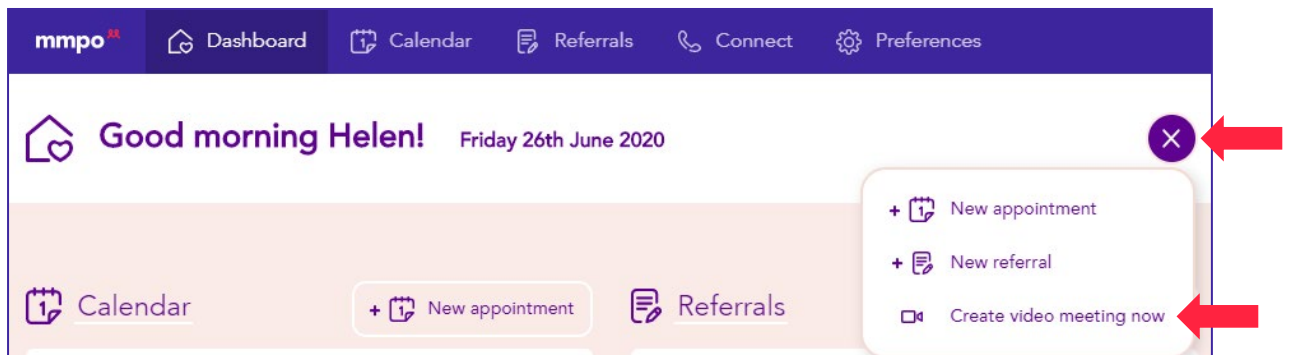 mmpo Dashboard Calendar Referrals Connect Preferences
Good morning Helen! Friday 26th June 2020
+ New appointment
+ New referral
Create video meeting now
Calendar + New appointment Referrals